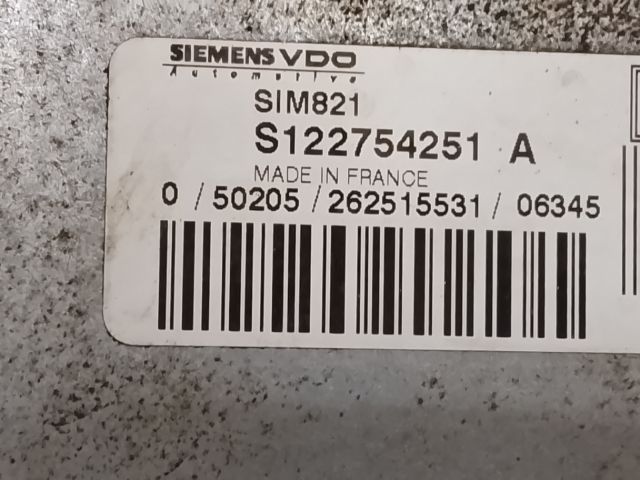 SIEMENS VDO
Automotive
SIM821
S122754251 A
MADE IN FRANCE
0 / 50205 / 262515531 / 06345